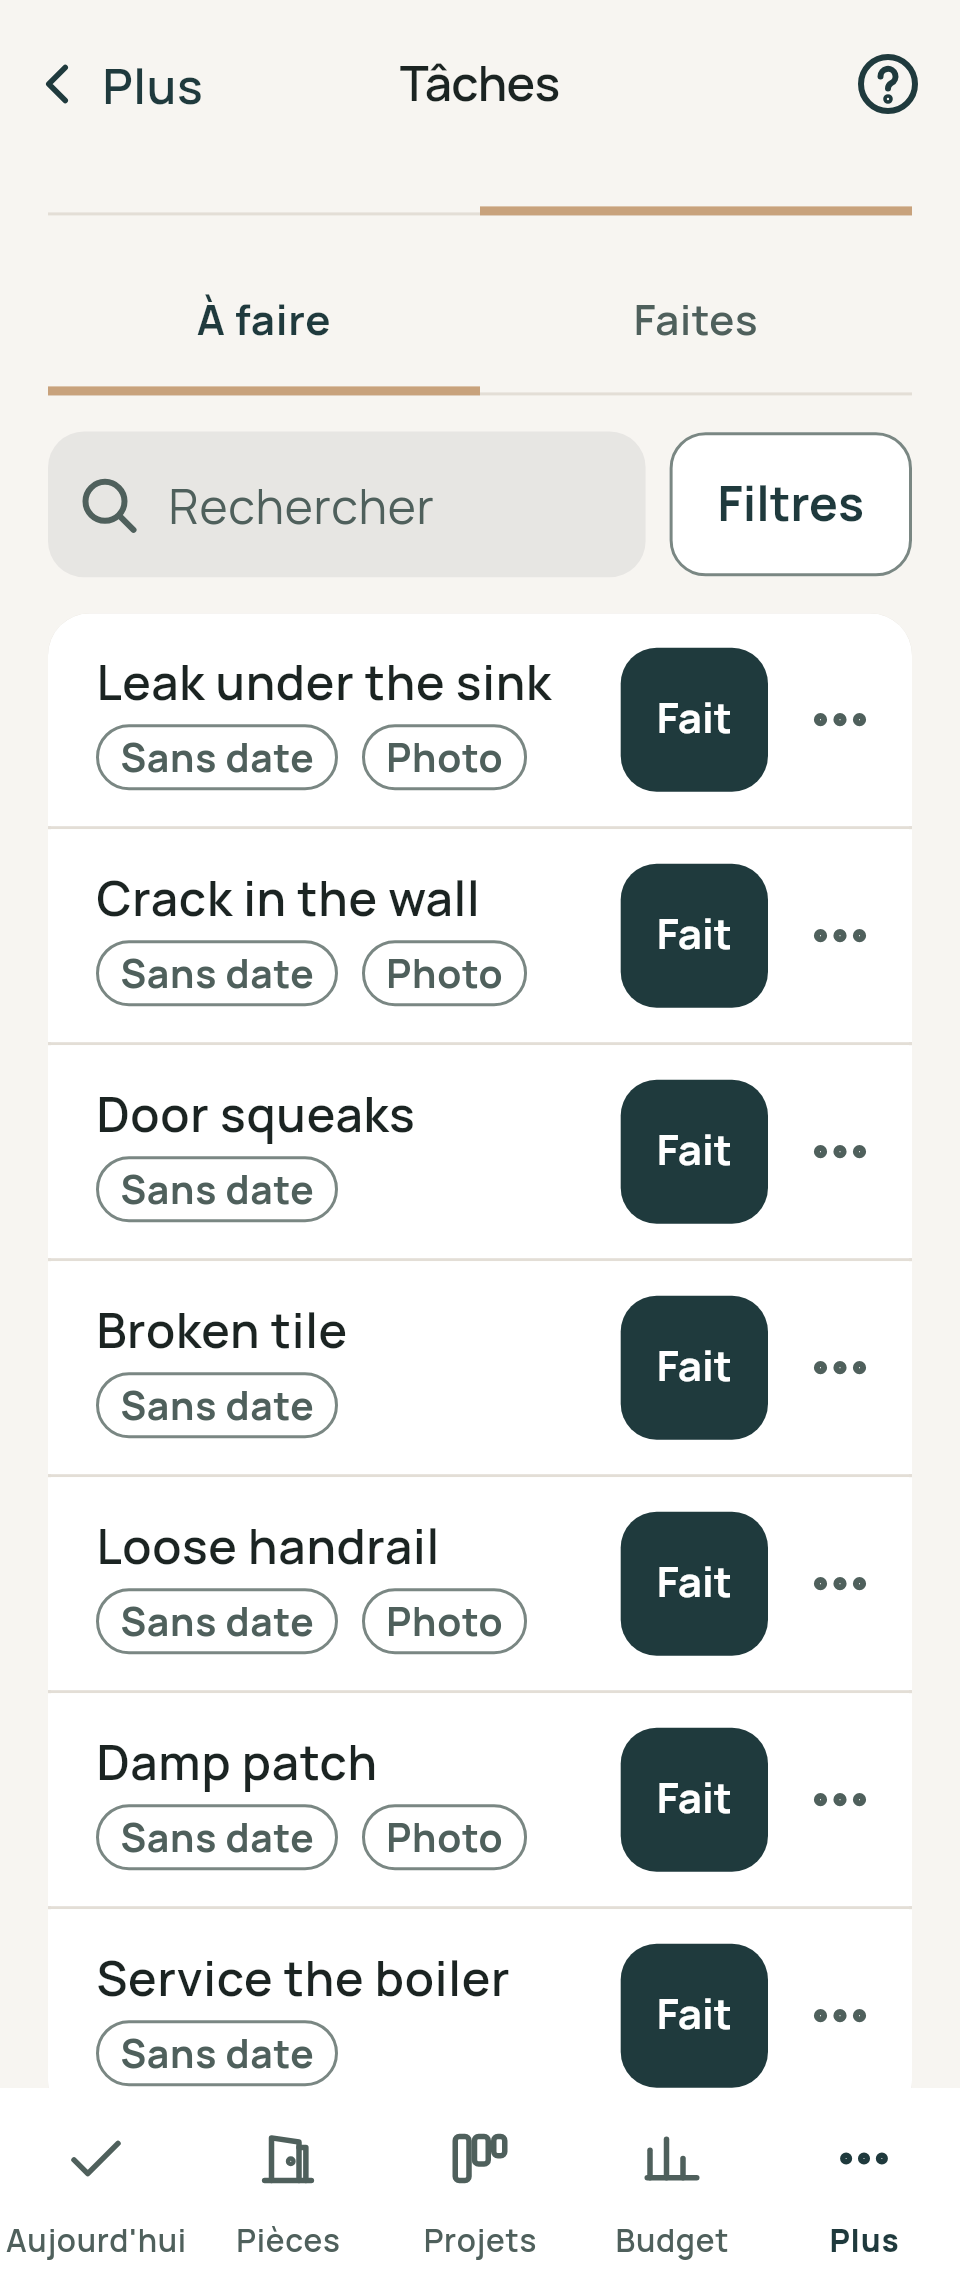 Plus
Tâches
À faire
Faites
Rechercher
Filtres
Leak under the sink
Sans date
Photo
Fait
Crack in the wall
Sans date
Photo
Fait
Door squeaks
Sans date
Fait
Broken tile
Sans date
Fait
Loose handrail
Sans date
Photo
Fait
Damp patch
Sans date
Photo
Fait
Service the boiler
Sans date
Fait
Aujourd'hui
Pièces
Projets
Budget
Plus